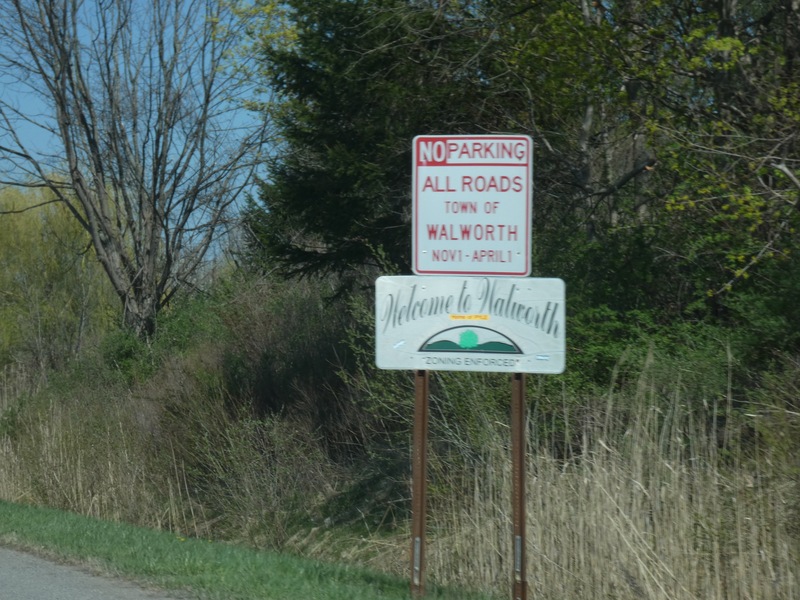 NO PARKING
ALL ROADS
TOWN OF
WALWORTH
NOV1 - APRIL1
Welcome to Walworth
"ZONING ENFORCED"